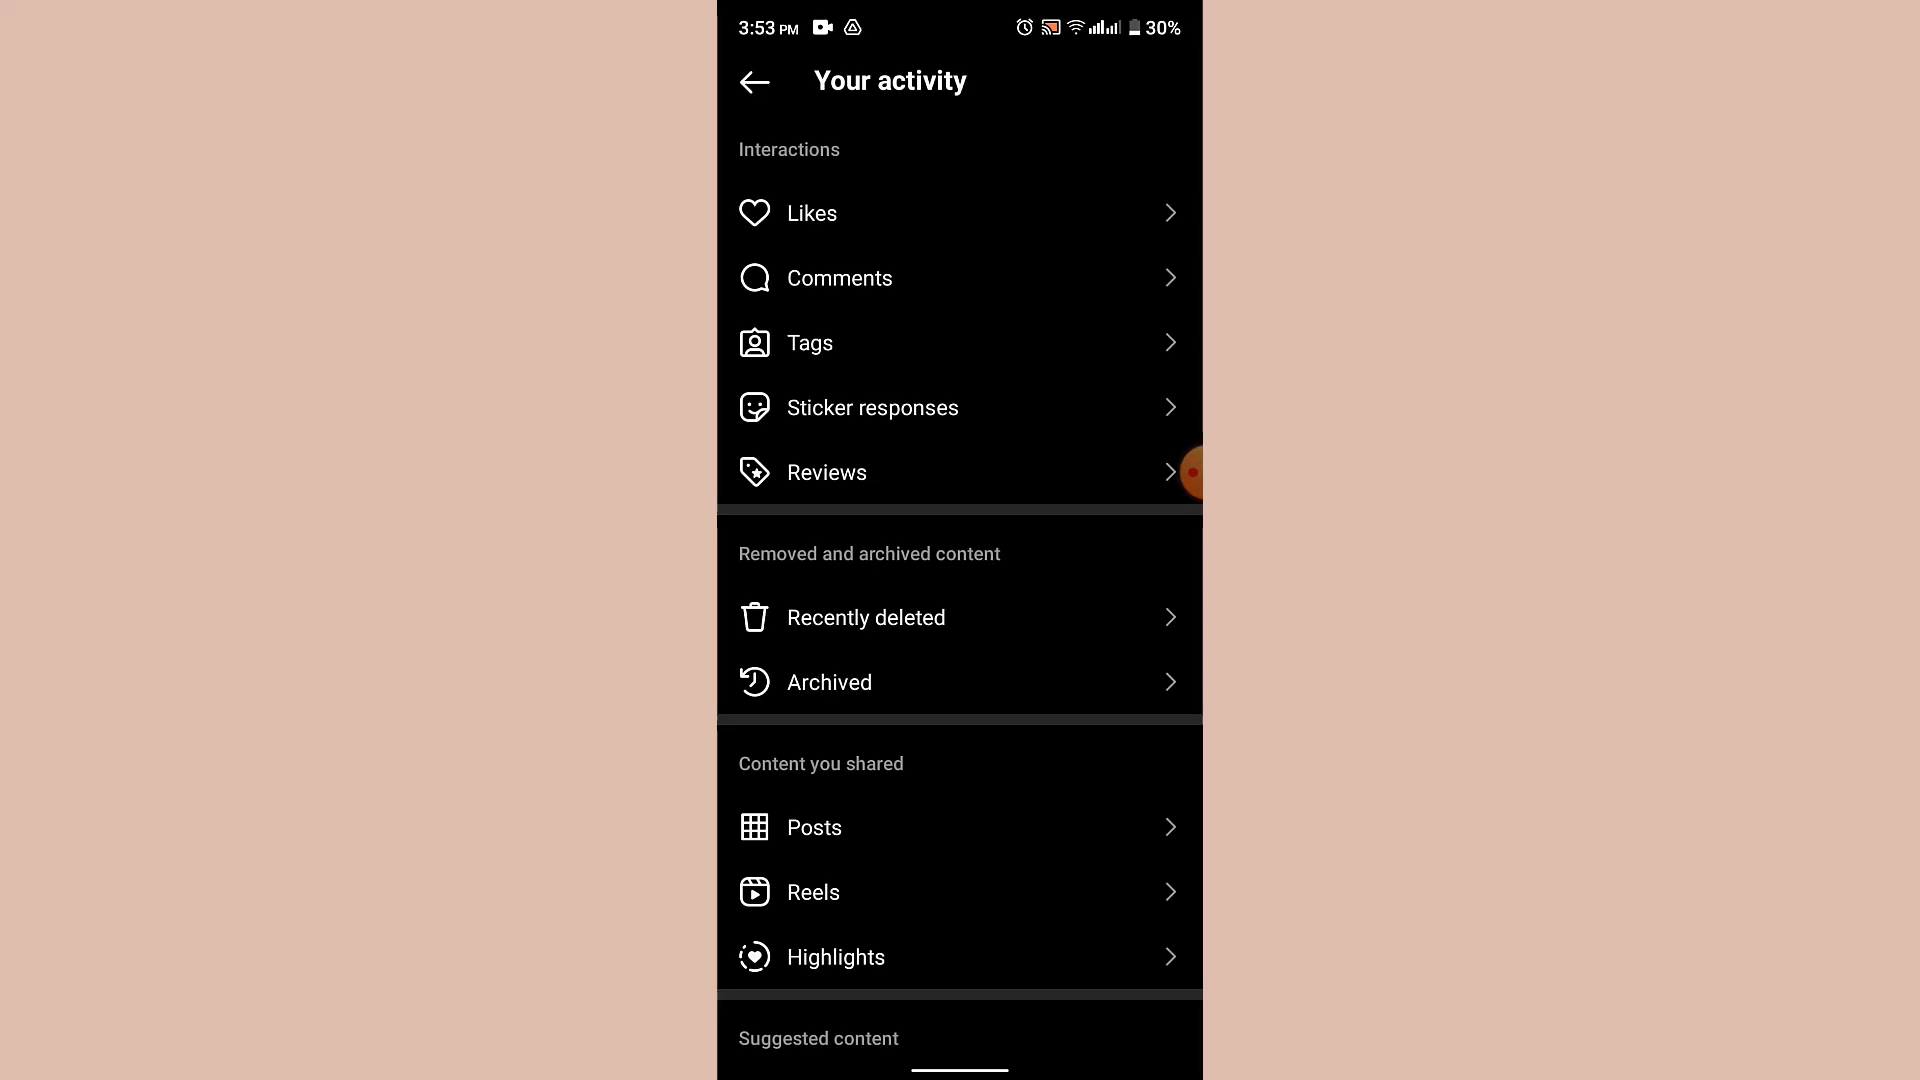 3:53 PM 30%
Your activity
Interactions
Likes
Comments
Tags
Sticker responses
Reviews
Removed and archived content
Recently deleted
Archived
Content you shared
Posts
Reels
Highlights
Suggested content